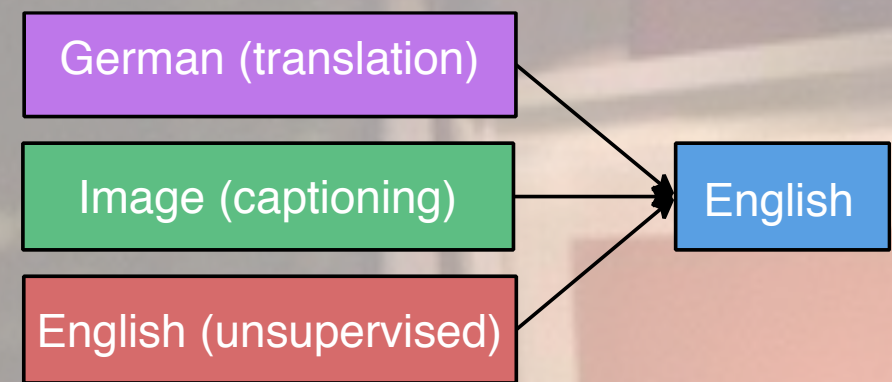 German (translation)
Image (captioning)
English
English (unsupervised)